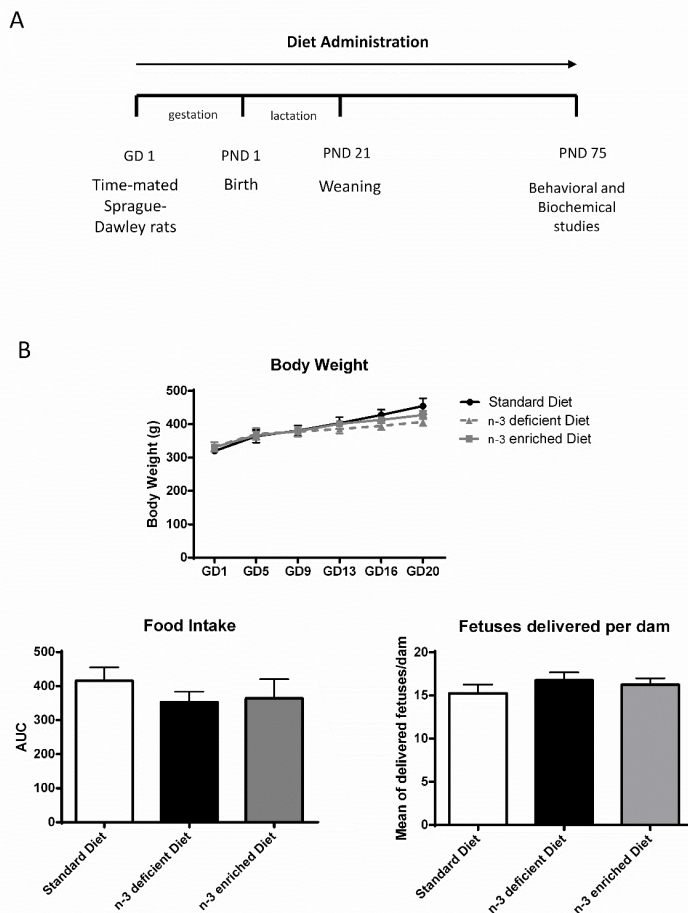 A
Diet Administration
gestation
lactation
GD 1
PND 1
PND 21
PND 75
Time-mated
Sprague-
Dawley rats
Birth
Weaning
Behavioral and
Biochemical
studies
B
Body Weight
Body Weight (g)
500
400
300
200
100
0
GD1 GD5 GD9 GD13 GD16 GD20
Standard Diet
n-3 deficient Diet
n-3 enriched Diet
Food Intake
AUC
500
400
300
200
100
0
Standard Diet
n-3 deficient Diet
n-3 enriched Diet
Fetuses delivered per dam
Mean of delivered fetuses/dam
20
15
10
5
0
Standard Diet
n-3 deficient Diet
n-3 enriched Diet